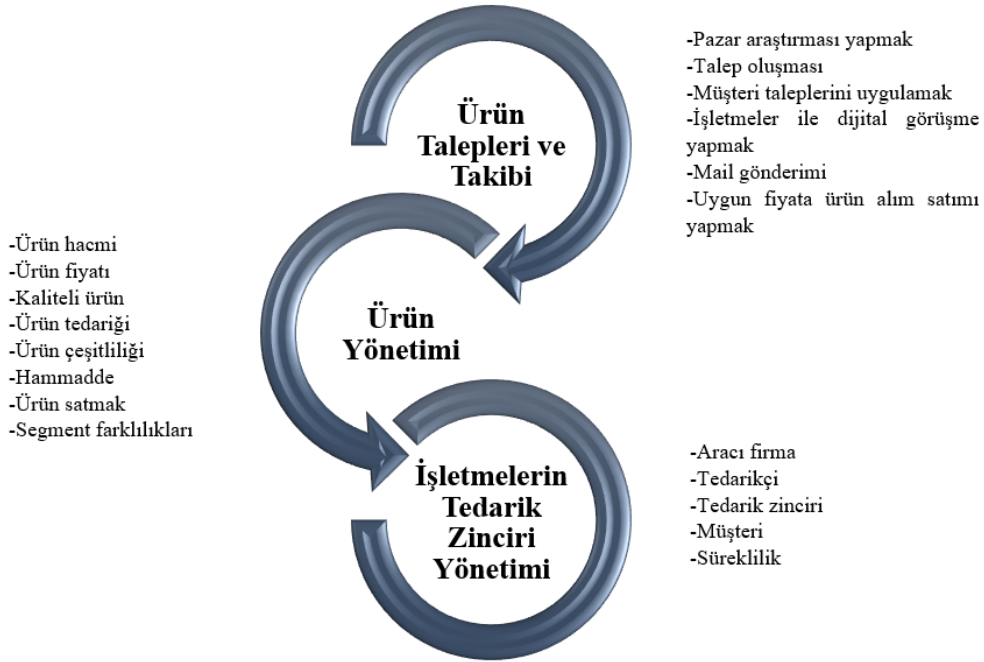 Ürün
Talepleri ve
Takibi
-Pazar araştırması yapmak
-Talep oluşması
-Müşteri taleplerini uygulamak
-İşletmeler ile dijital görüşme
yapmak
-Mail gönderimi
-Uygun fiyata ürün alım satımı
yapmak
Ürün
Yönetimi
-Ürün hacmi
-Ürün fiyatı
-Kaliteli ürün
-Ürün tedariği
-Ürün çeşitliliği
-Hammadde
-Ürün satmak
-Segment farklılıkları
İşletmelerin
Tedarik
Zinciri
Yönetimi
-Aracı firma
-Tedarikçi
-Tedarik zinciri
-Müşteri
-Süreklilik